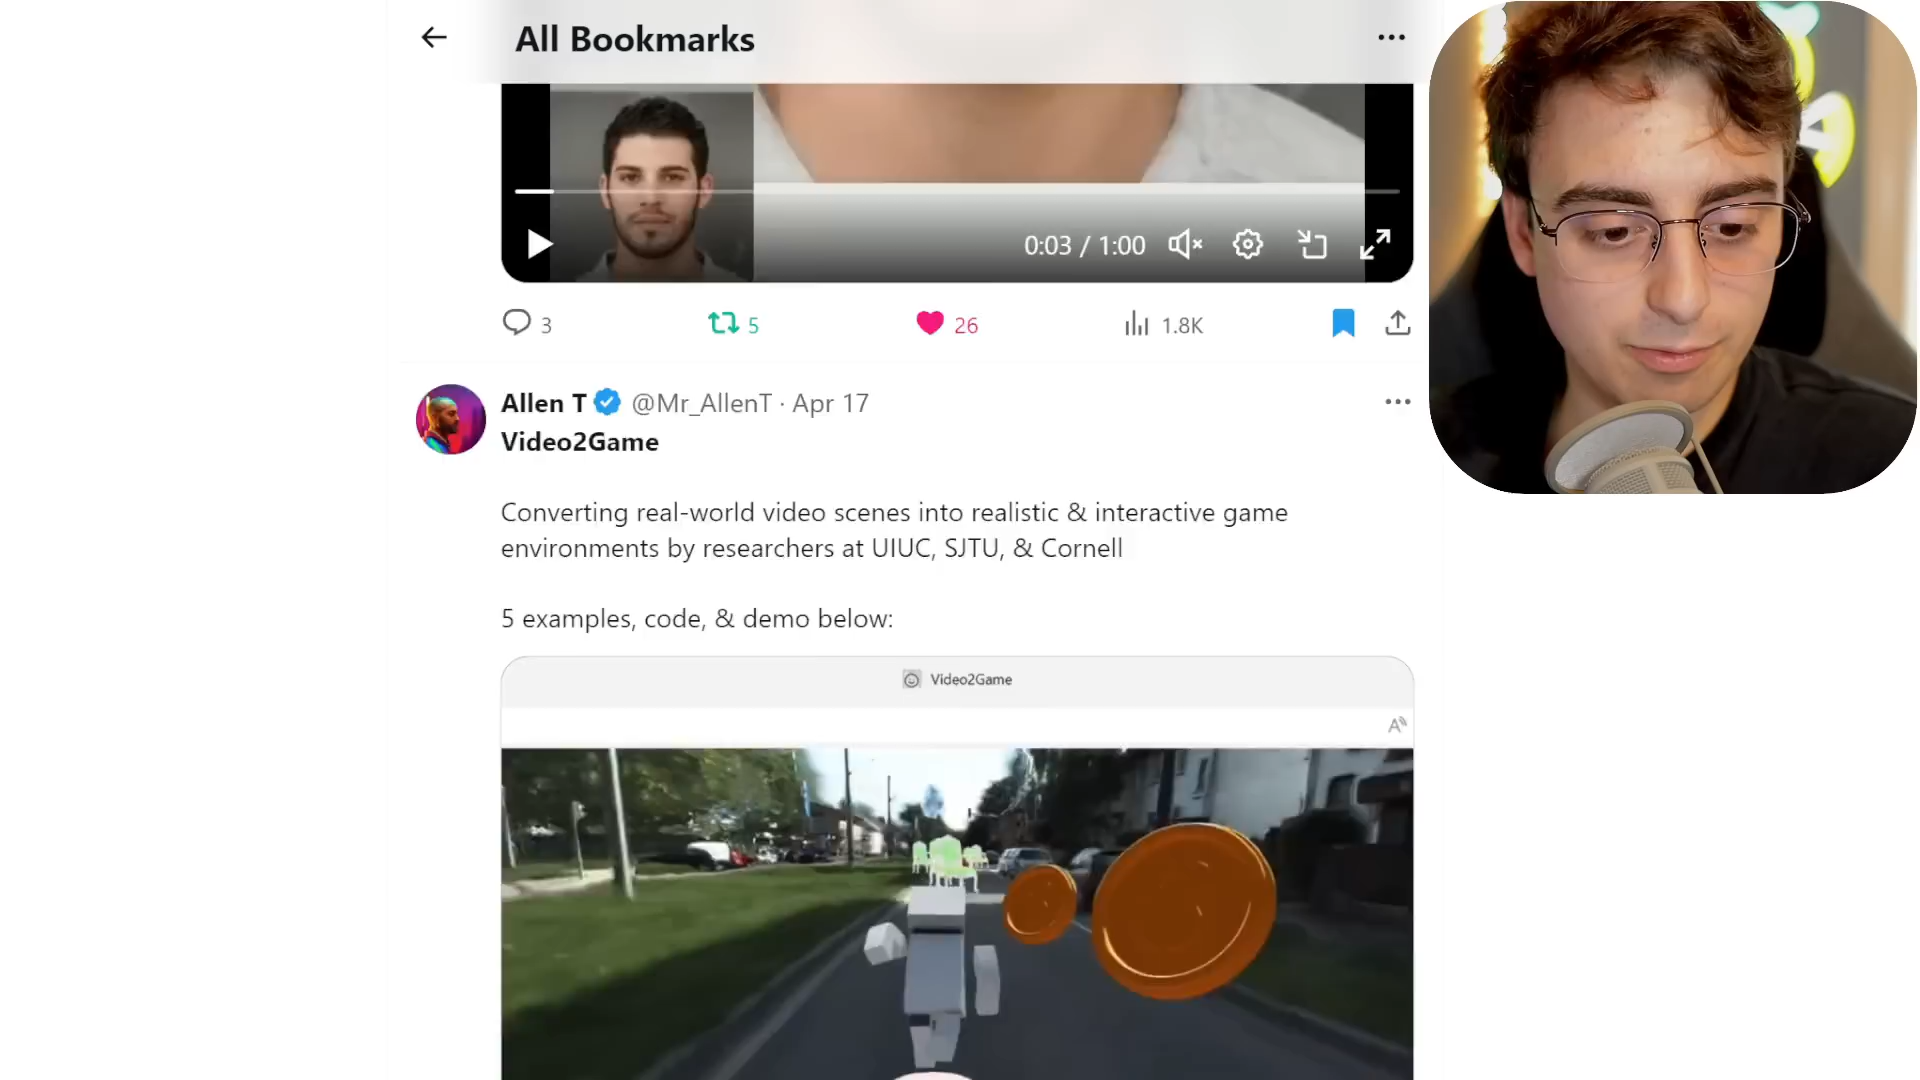 All Bookmarks
0:03 / 1:00
3
5
26
1.8K
Allen T @Mr_AllenT · Apr 17
Video2Game
Converting real-world video scenes into realistic & interactive game
environments by researchers at UIUC, SJTU, & Cornell
5 examples, code, & demo below:
Video2Game
A